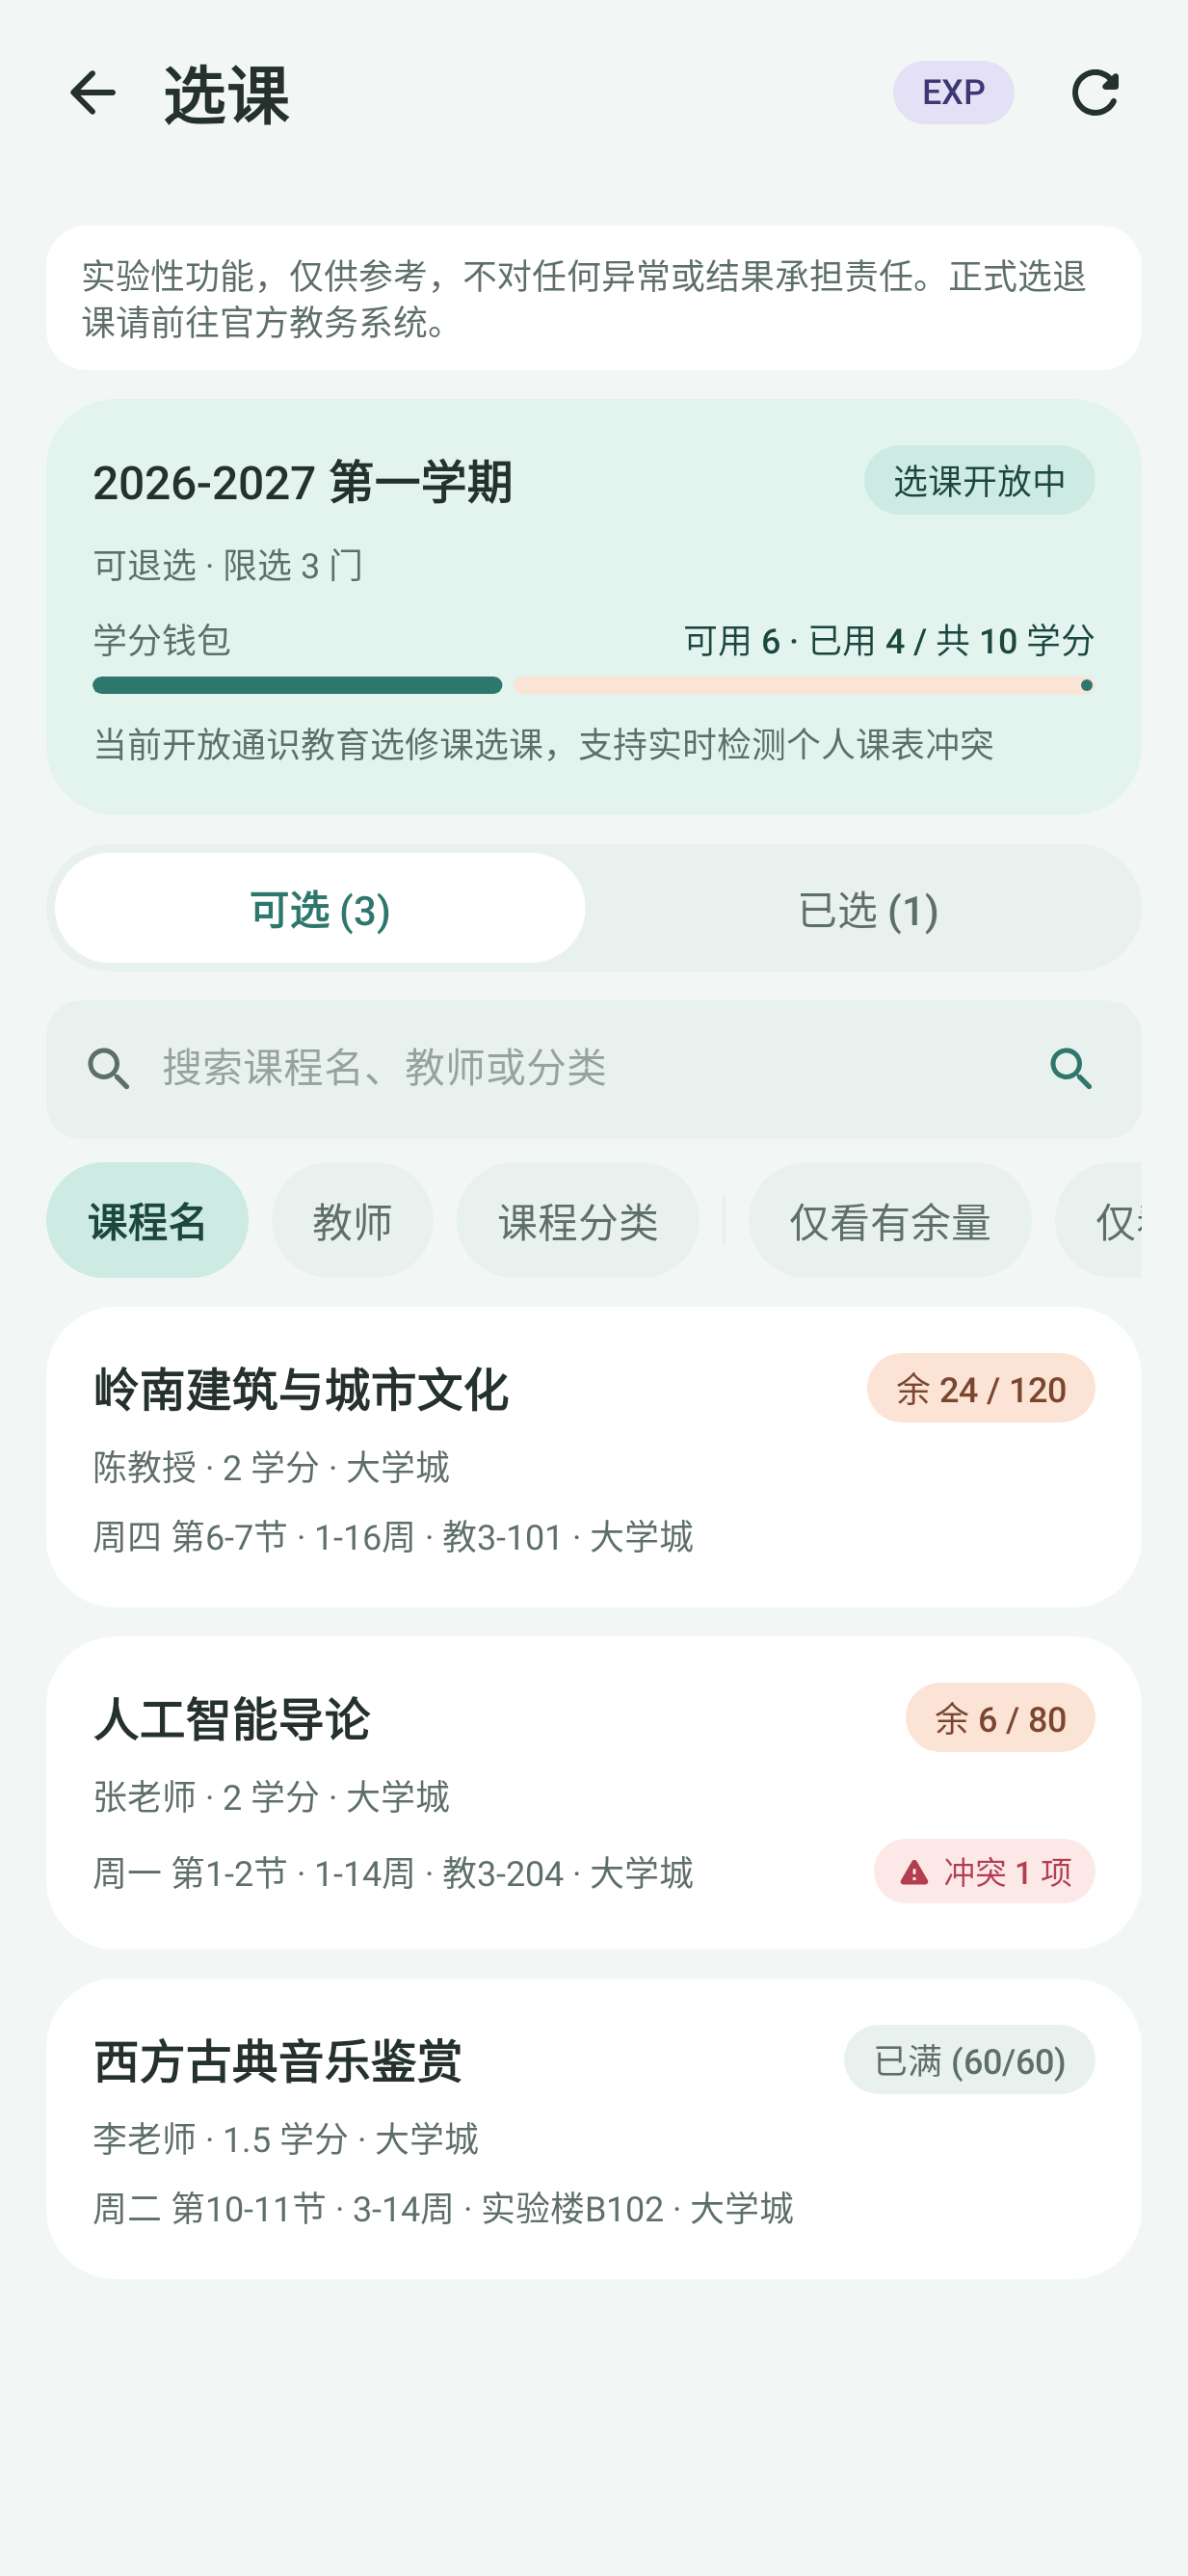 选课
EXP
实验性功能，仅供参考，不对任何异常或结果承担责任。正式选退
课请前往官方教务系统。
2026-2027 第一学期
选课开放中
可退选 · 限选 3 门
学分钱包
可用 6 · 已用 4 / 共 10 学分
当前开放通识教育选修课选课，支持实时检测个人课表冲突
可选 (3)
已选 (1)
搜索课程名、教师或分类
课程名
教师
课程分类
仅看有余量
仅
岭南建筑与城市文化
余 24 / 120
陈教授 · 2 学分 · 大学城
周四 第6-7节 · 1-16周 · 教3-101 · 大学城
人工智能导论
余 6 / 80
张老师 · 2 学分 · 大学城
周一 第1-2节 · 1-14周 · 教3-204 · 大学城
冲突 1 项
西方古典音乐鉴赏
已满 (60/60)
李老师 · 1.5 学分 · 大学城
周二 第10-11节 · 3-14周 · 实验楼B102 · 大学城